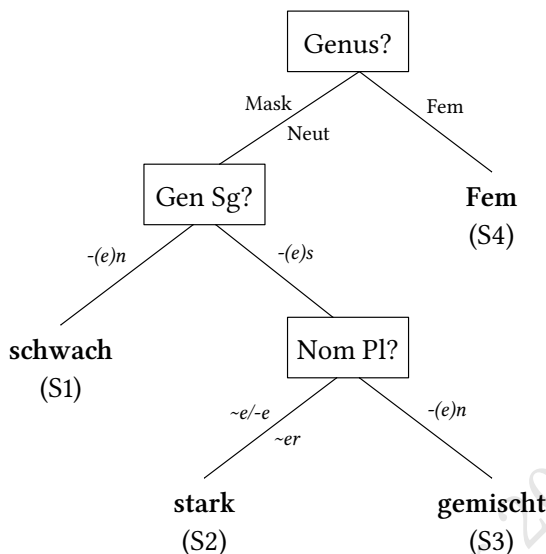 Genus?
Mask
Neut
Fem
Gen Sg?
Fem
(S4)
-(e)n
-(e)s
schwach
(S1)
Nom Pl?
~e/-e
~er
-(e)n
stark
(S2)
gemischt
(S3)